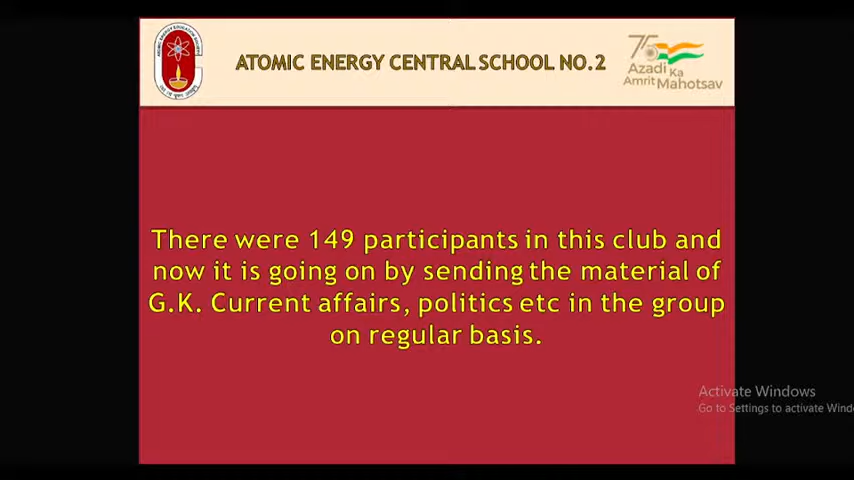 ATOMIC ENERGY CENTRAL SCHOOL NO.2
75
Azadi Ka
Amrit Mahotsav
There were 149 participants in this club and
now it is going on by sending the material of
G.K. Current affairs, politics etc in the group
on regular basis.
Activate Windows
Go to Settings to activate Wind